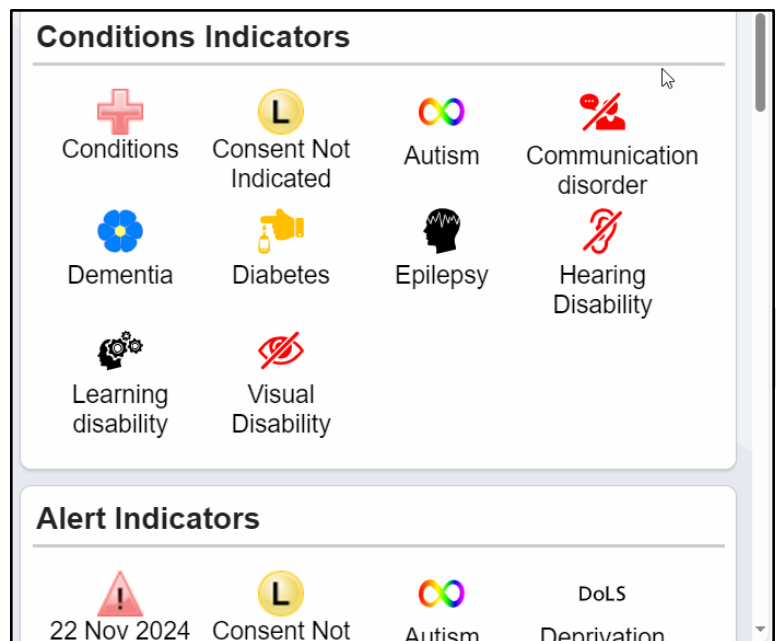 Conditions Indicators
L
Conditions
Consent Not
Indicated
Autism
Communication
disorder
Dementia
Diabetes
Epilepsy
Hearing
Disability
Learning
disability
Visual
Disability
Alert Indicators
!
L
DoLS
22 Nov 2024
Consent Not
Autism
Deprivation